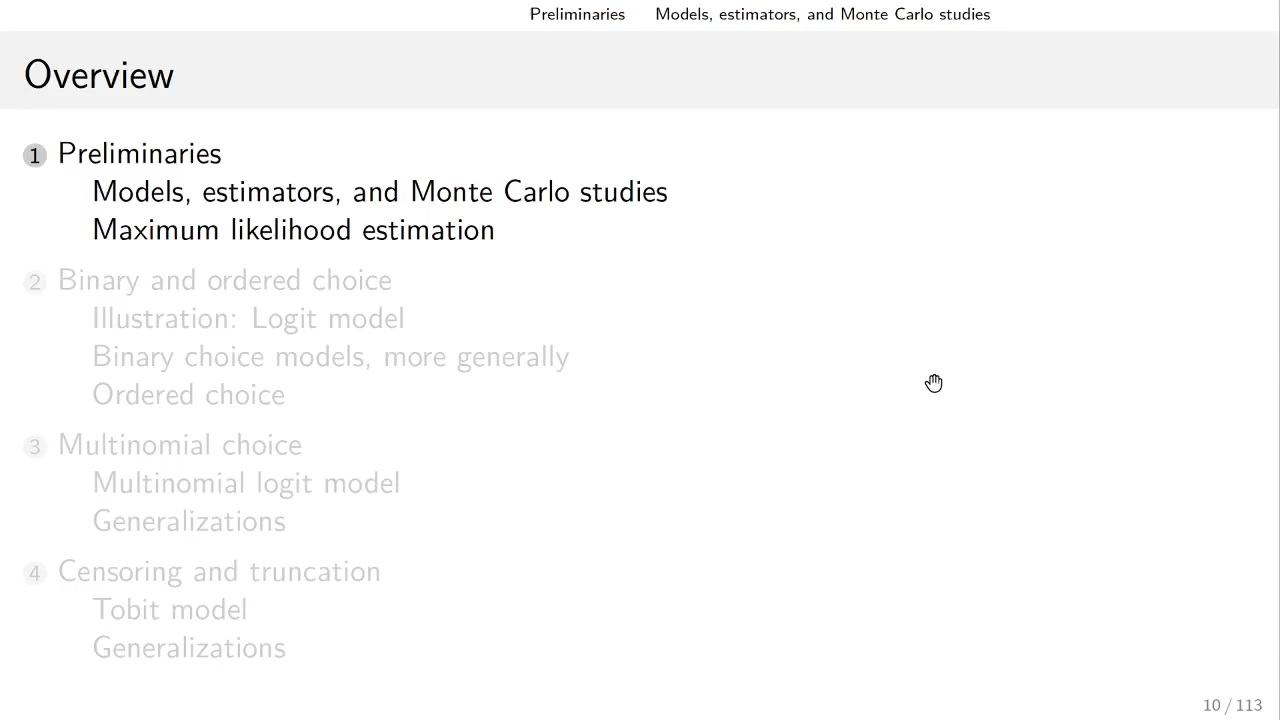 Preliminaries Models, estimators, and Monte Carlo studies
Overview
1 Preliminaries
Models, estimators, and Monte Carlo studies
Maximum likelihood estimation
2 Binary and ordered choice
Illustration: Logit model
Binary choice models, more generally
Ordered choice
3 Multinomial choice
Multinomial logit model
Generalizations
4 Censoring and truncation
Tobit model
Generalizations
10 / 113